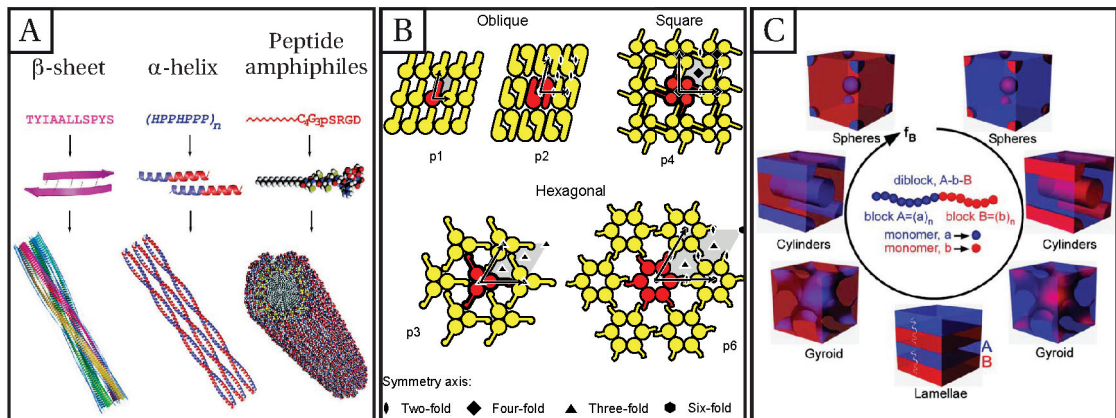 A
β-sheet
α-helix
Peptide
amphiphiles
TYIAALLSPYS
(HPPHPPP)n
C4G3pSRGD
B
Oblique
Square
p1
p2
p4
Hexagonal
p3
p6
Symmetry axis:
Two-fold
Four-fold
Three-fold
Six-fold
C
Spheres
fB
Spheres
diblock, A-b-B
block A=(a)n
block B=(b)n
monomer, a
monomer, b
Cylinders
Cylinders
Gyroid
Gyroid
A
B
Lamellae